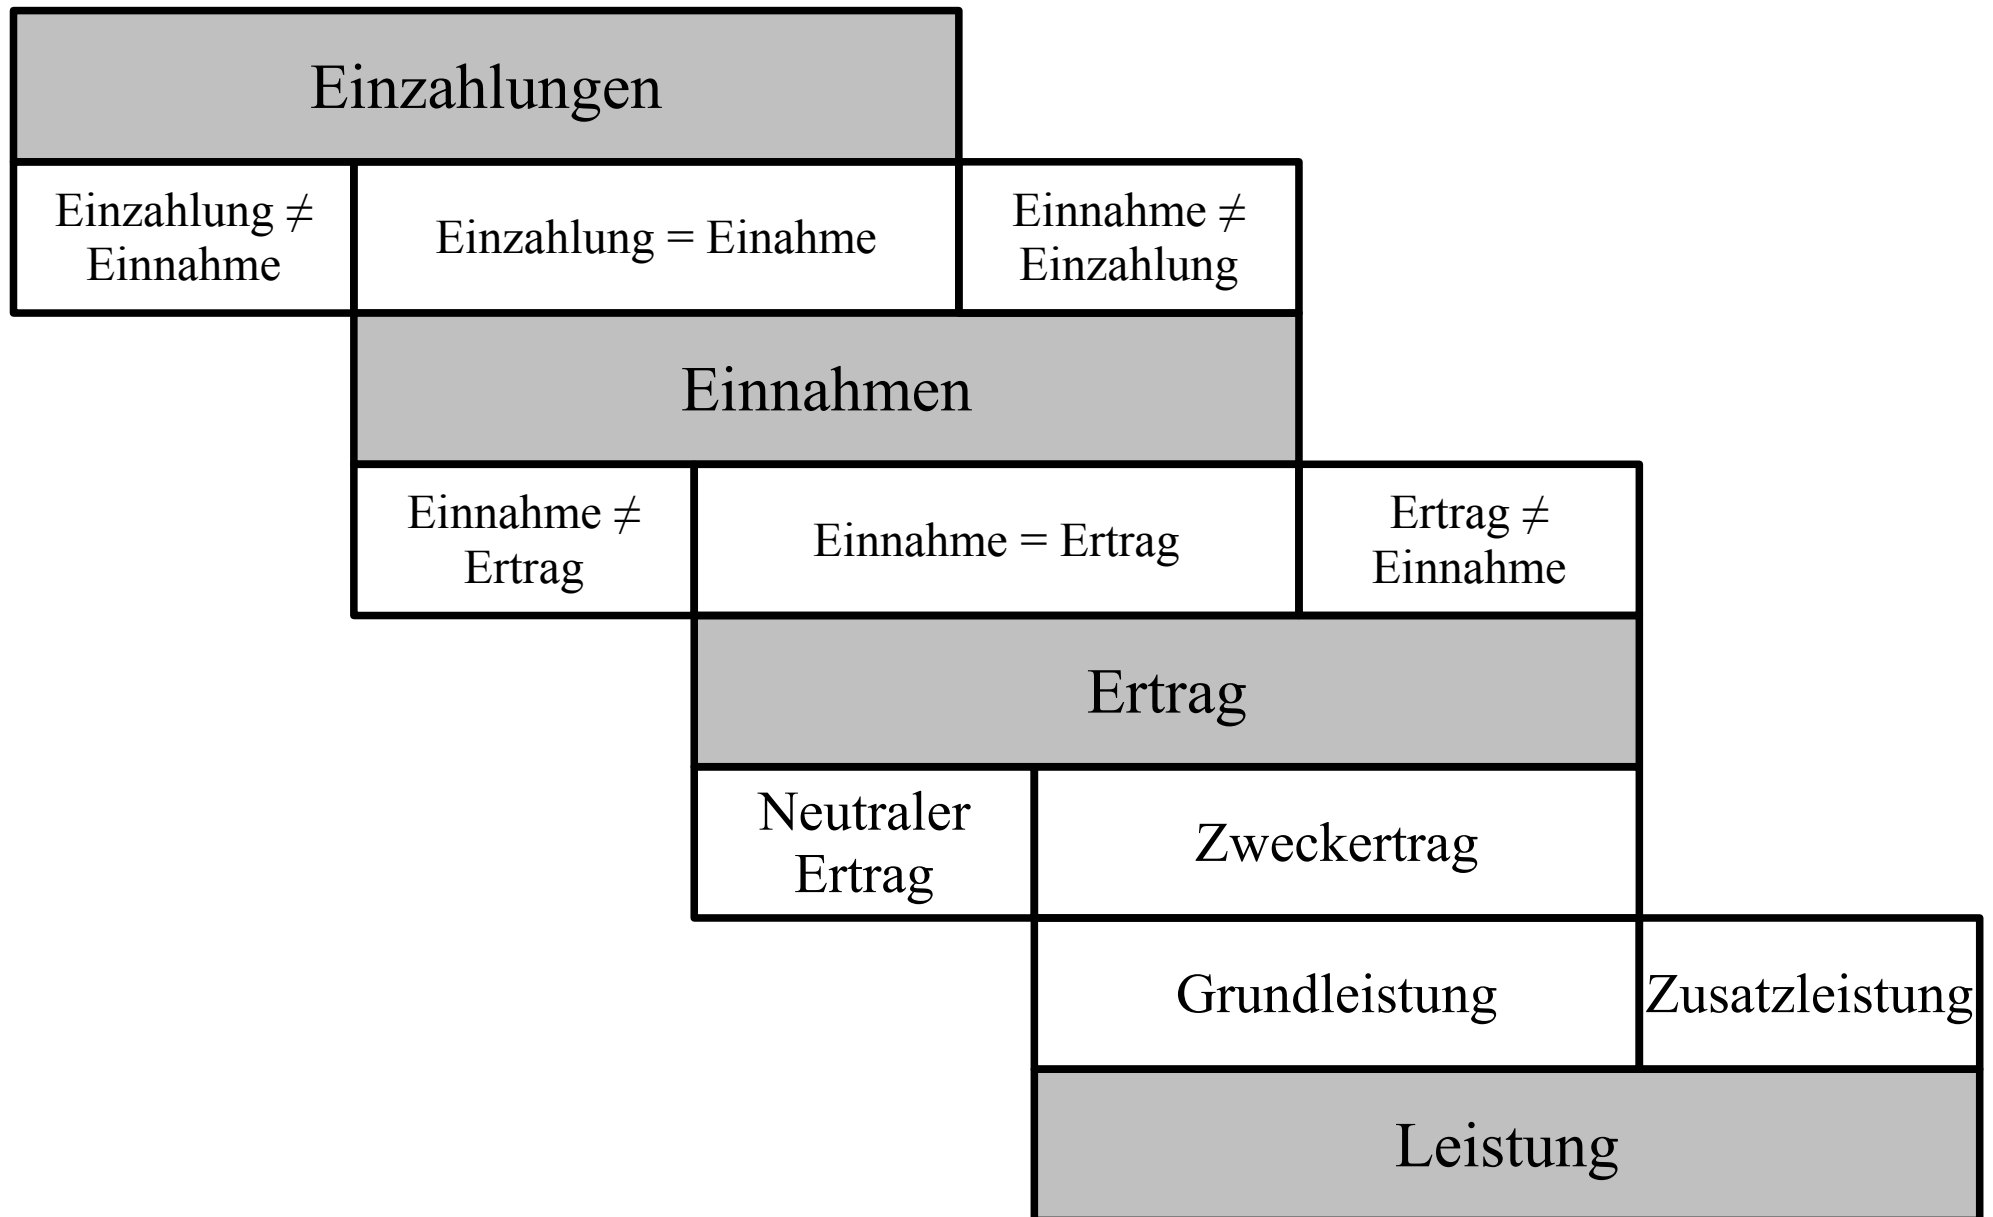 Einzahlungen
Einzahlung ≠
Einnahme
Einzahlung = Einahme
Einnahme ≠
Einzahlung
Einnahmen
Einnahme ≠
Ertrag
Einnahme = Ertrag
Ertrag ≠
Einnahme
Ertrag
Neutraler
Ertrag
Zweckertrag
Grundleistung
Zusatzleistung
Leistung